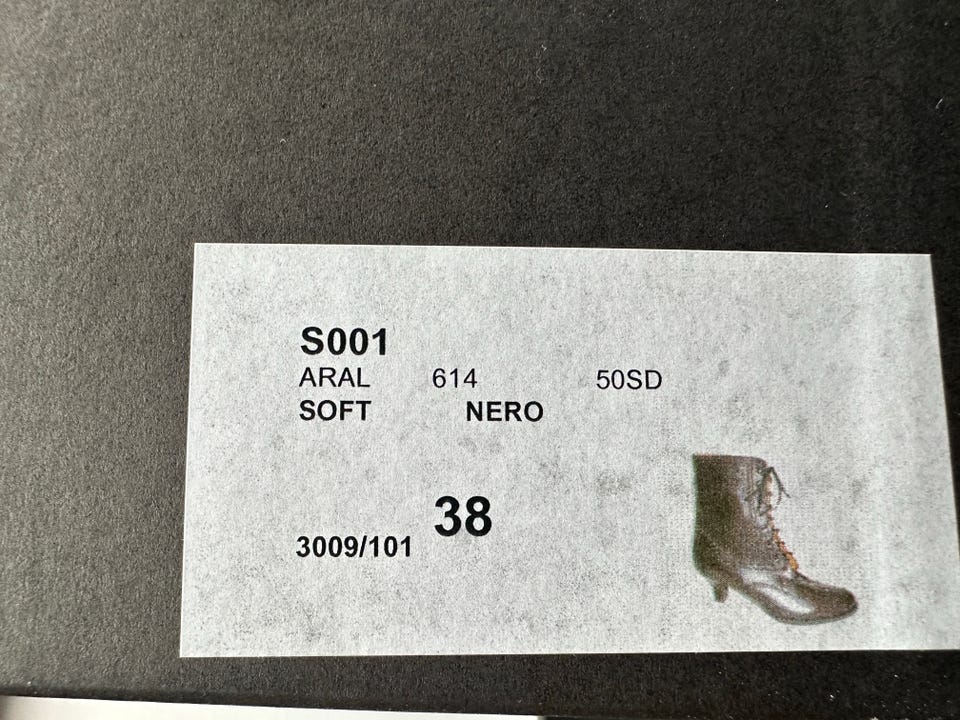 S001
ARAL 614 50SD
SOFT NERO
38
3009/101